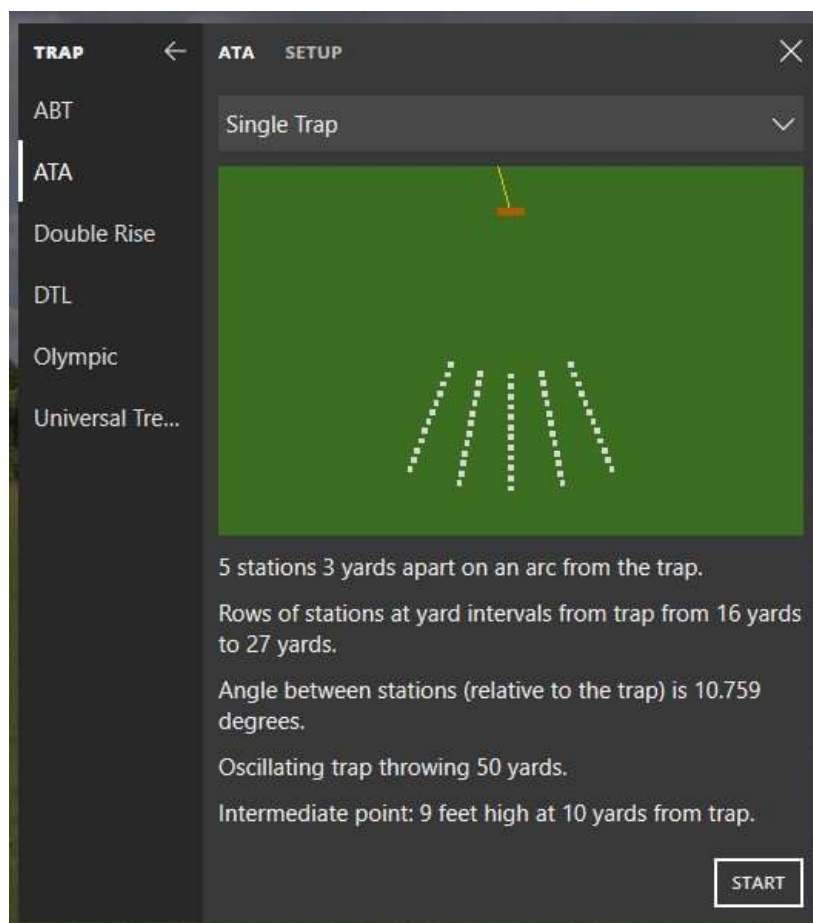 TRAP
ABT
ATA
Double Rise
DTL
Olympic
Universal Tre...
ATA SETUP
Single Trap
5 stations 3 yards apart on an arc from the trap.
Rows of stations at yard intervals from trap from 16 yards
to 27 yards.
Angle between stations (relative to the trap) is 10.759
degrees.
Oscillating trap throwing 50 yards.
Intermediate point: 9 feet high at 10 yards from trap.
START